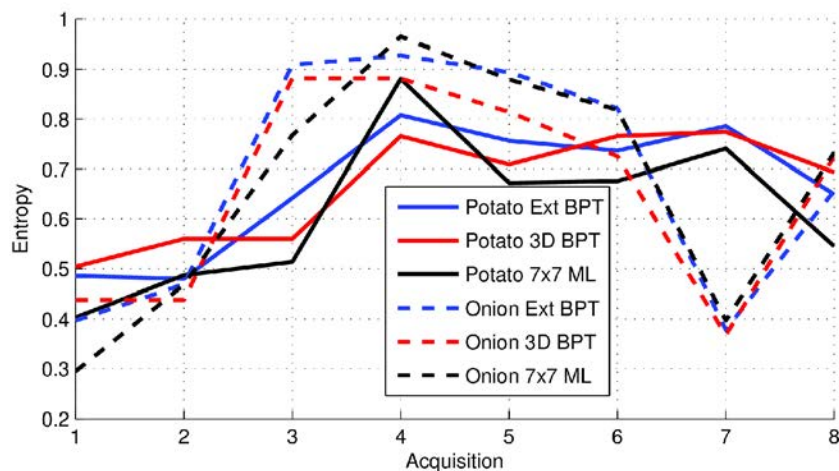 1
0.9
0.8
0.7
0.6
0.5
0.4
0.3
0.2
Entropy
Potato Ext BPT
Potato 3D BPT
Potato 7x7 ML
Onion Ext BPT
Onion 3D BPT
Onion 7x7 ML
1 2 3 4 5 6 7 8
Acquisition